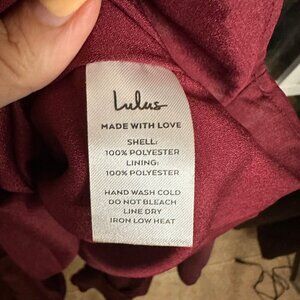 Lulus
MADE WITH LOVE
SHELL:
100% POLYESTER
LINING:
100% POLYESTER
HAND WASH COLD
DO NOT BLEACH
LINE DRY
IRON LOW HEAT